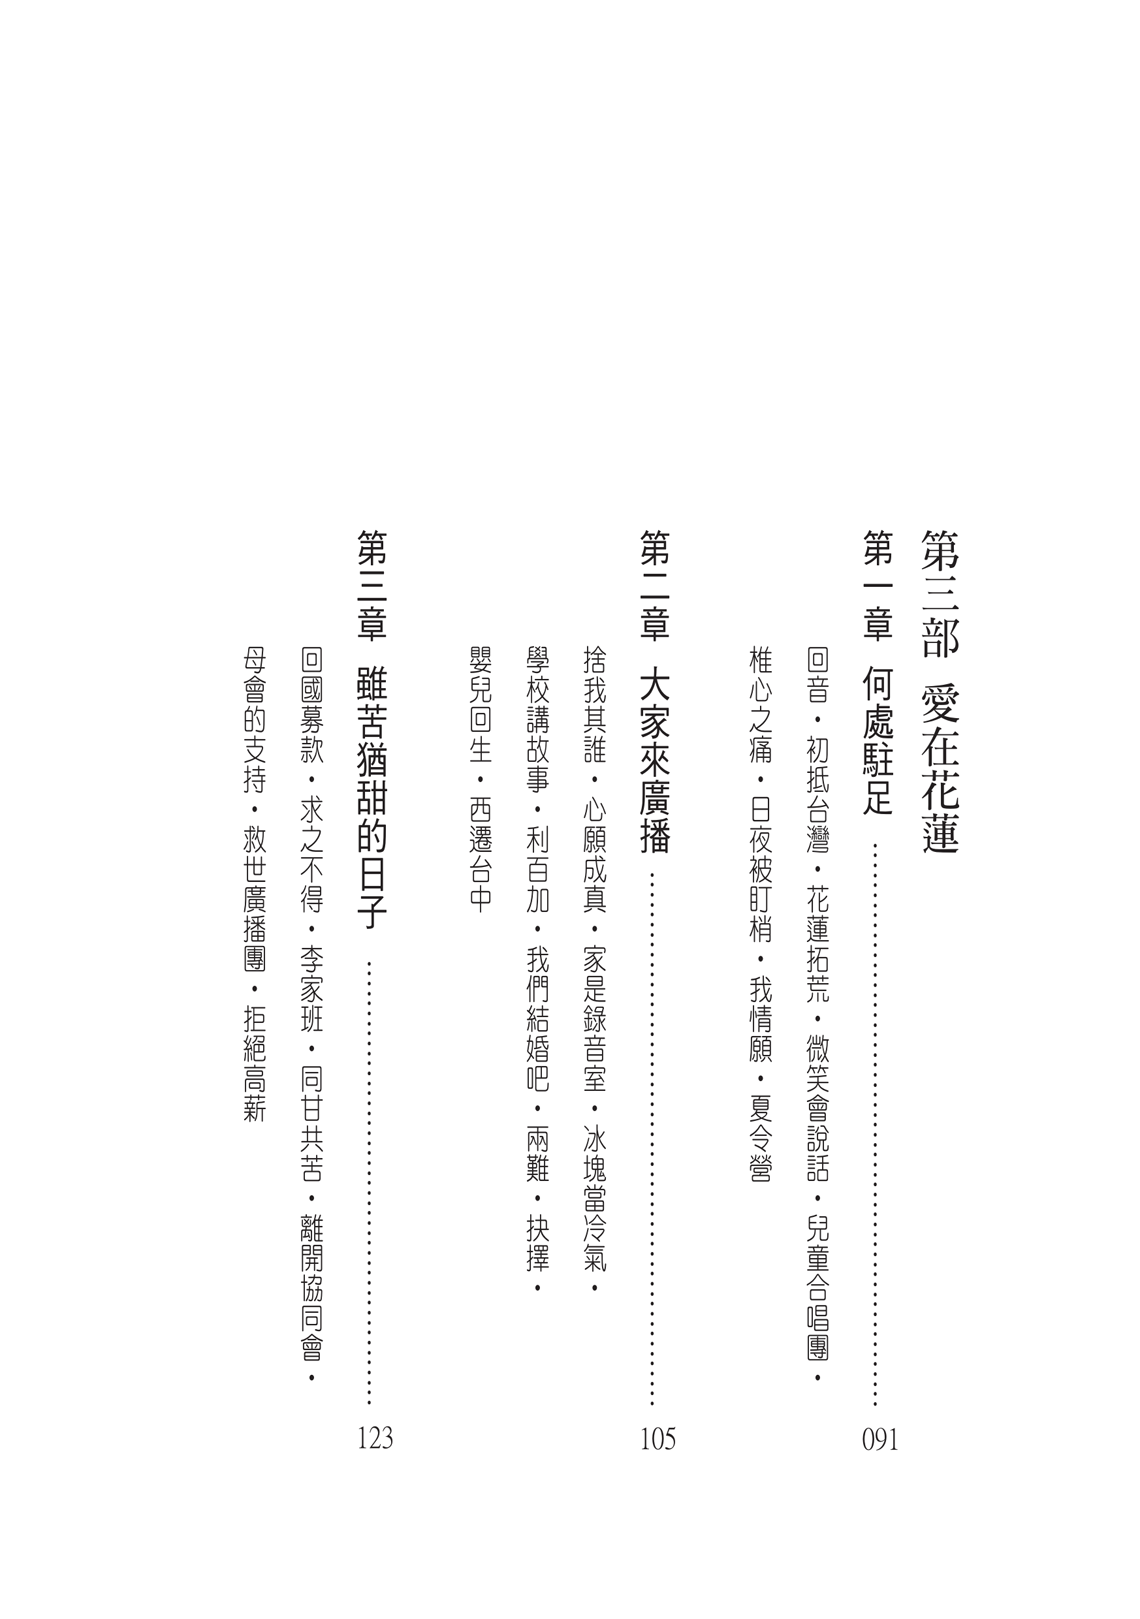 第三部 愛在花蓮
第一章 何處駐足……………………091
回音・初抵台灣・花蓮拓荒・微笑會說話・兒童合唱團・
椎心之痛・日夜被盯梢・我情願・夏令營
第二章 大家來廣播……………………105
捨我其誰・心願成真・家是錄音室・冰塊當冷氣・
學校講故事・利百加・我們結婚吧・兩難・抉擇・
嬰兒回生・西遷台中
第三章 雖苦猶甜的日子……………………123
回國募款・求之不得・李家班・同甘共苦・離開協同會・
母會的支持・救世廣播團・拒絕高薪